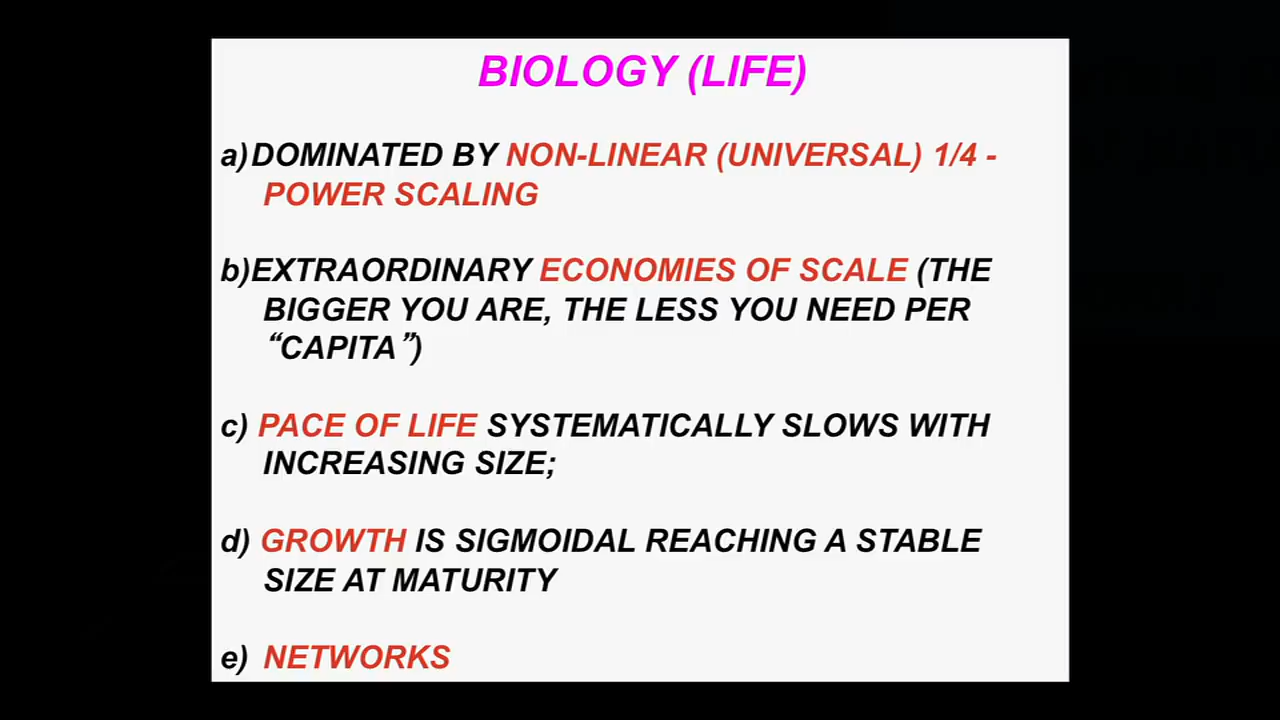 BIOLOGY (LIFE)
a)DOMINATED BY NON-LINEAR (UNIVERSAL) 1/4 -
POWER SCALING
b)EXTRAORDINARY ECONOMIES OF SCALE (THE
BIGGER YOU ARE, THE LESS YOU NEED PER
“CAPITA”)
c) PACE OF LIFE SYSTEMATICALLY SLOWS WITH
INCREASING SIZE;
d) GROWTH IS SIGMOIDAL REACHING A STABLE
SIZE AT MATURITY
e) NETWORKS